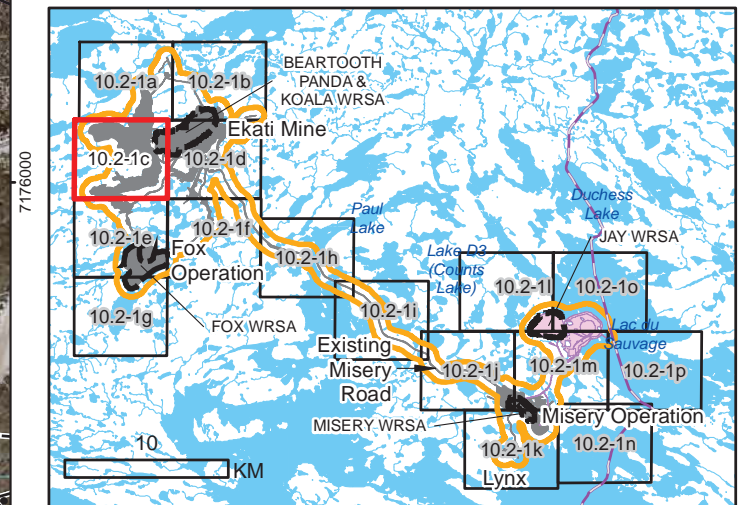 BEARTOOTH
PANDA &
KOALA WRSA
10.2-1a
10.2-1b
Ekati Mine
10.2-1c
10.2-1d
7176000
10.2-1e
10.2-1f
Fox
Operation
10.2-1g
FOX WRSA
Paul
Lake
10.2-1h
Duchess
Lake
JAY WRSA
Lake D3
(Counts
Lake)
10.2-1l
10.2-1o
10.2-1i
Lac du
Sauvage
Existing
Misery
Road
10.2-1j
10.2-1m
10.2-1p
MISERY WRSA
Misery Operation
10.2-1k
10.2-1n
Lynx
10
KM